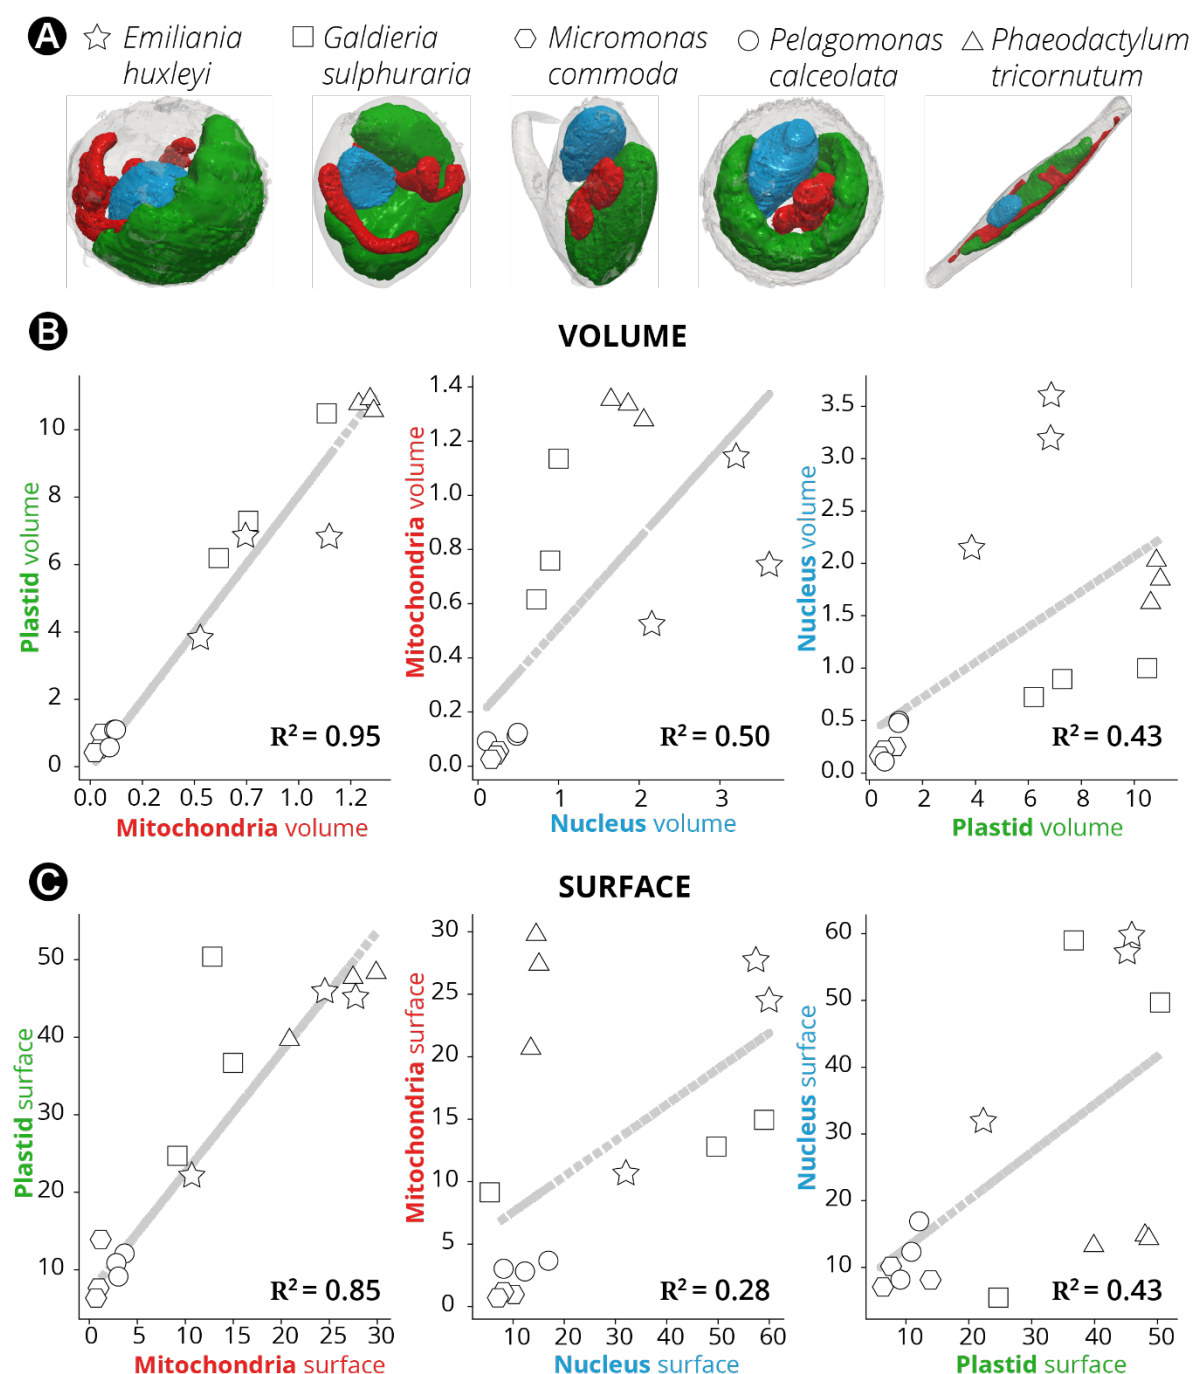 A
Emiliania
huxleyi
Galdieria
sulphuraria
Micromonas
commoda
Pelagomonas
calceolata
Phaeodactylum
tricornutum
B
VOLUME
Plastid volume
10
8
6
4
2
0
R² = 0.95
0.0 0.2 0.5 0.7 1.0 1.2
Mitochondria volume
Mitochondria volume
1.4
1.2
1.0
0.8
0.6
0.4
0.2
0.0
R² = 0.50
0 1 2 3
Nucleus volume
Nucleus volume
3.5
3.0
2.5
2.0
1.5
1.0
0.5
0.0
R² = 0.43
0 2 4 6 8 10
Plastid volume
C
SURFACE
Plastid surface
50
40
30
20
10
R² = 0.85
0 5 10 15 20 25 30
Mitochondria surface
Mitochondria surface
30
25
20
15
10
5
0
R² = 0.28
10 20 30 40 50 60
Nucleus surface
Nucleus surface
60
50
40
30
20
10
R² = 0.43
10 20 30 40 50
Plastid surface